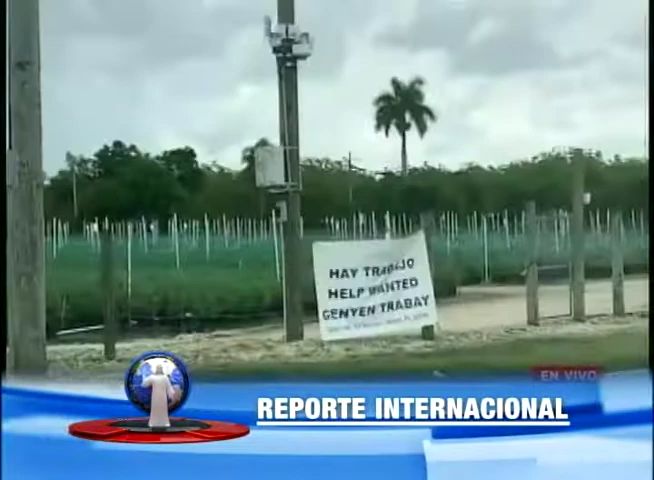 HAY TRABAJO
HELP WANTED
GENYEN TRABAY
EN VIVO
REPORTE INTERNACIONAL